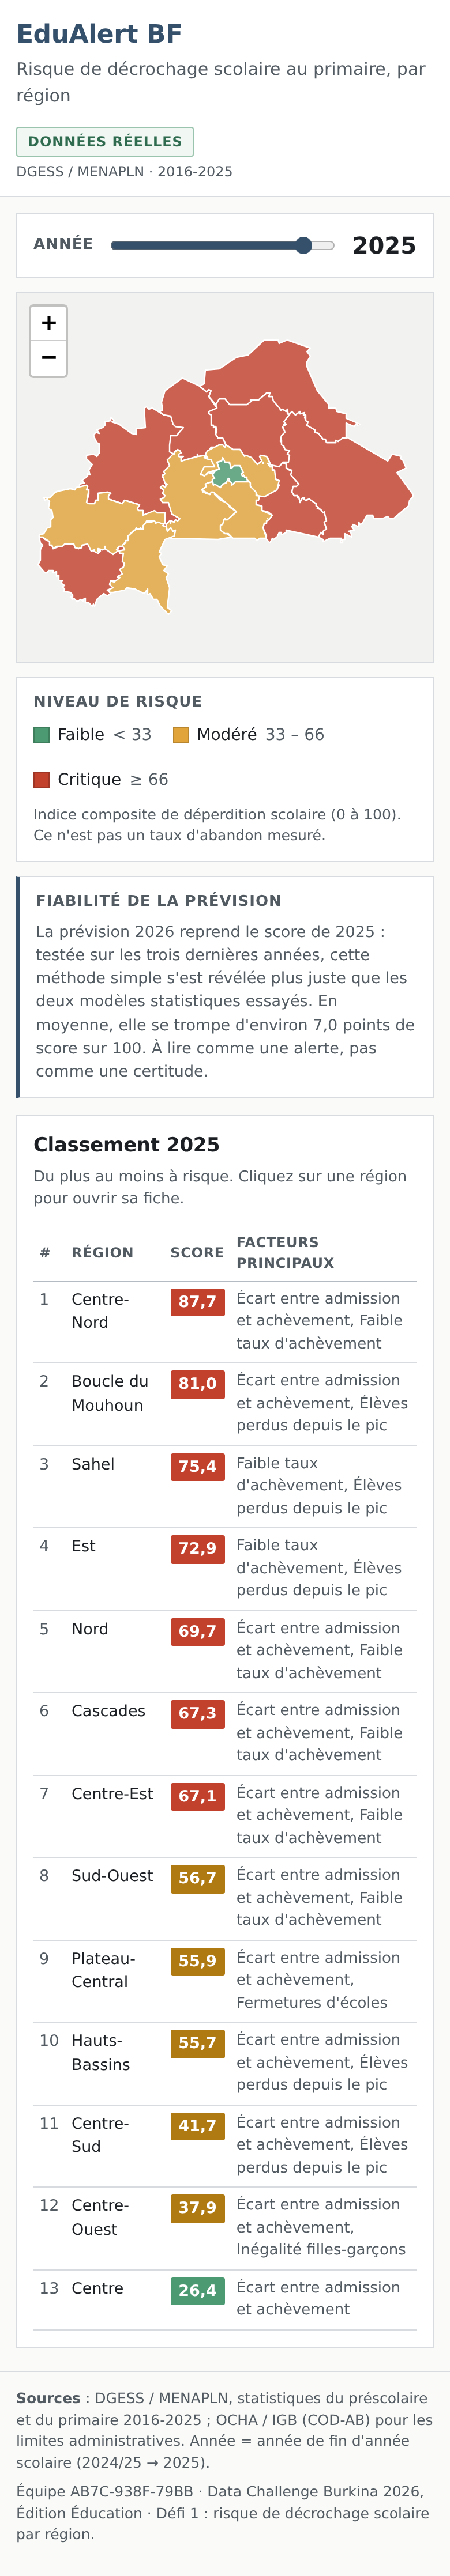 EduAlert BF
Risque de décrochage scolaire au primaire, par
région
DONNÉES RÉELLES
DGESS / MENAPLN · 2016-2025
ANNÉE 2025
+
−
NIVEAU DE RISQUE
Faible < 33 Modéré 33 – 66
Critique ≥ 66
Indice composite de déperdition scolaire (0 à 100).
Ce n'est pas un taux d'abandon mesuré.
FIABILITÉ DE LA PRÉVISION
La prévision 2026 reprend le score de 2025 :
testée sur les trois dernières années, cette
méthode simple s'est révélée plus juste que les
deux modèles statistiques essayés. En
moyenne, elle se trompe d'environ 7,0 points de
score sur 100. À lire comme une alerte, pas
comme une certitude.
Classement 2025
Du plus au moins à risque. Cliquez sur une région
pour ouvrir sa fiche.
# RÉGION SCORE FACTEURS
PRINCIPAUX
1 Centre- 87,7 Écart entre admission
Nord et achèvement, Faible
taux d'achèvement
2 Boucle du 81,0 Écart entre admission
Mouhoun et achèvement, Élèves
perdus depuis le pic
3 Sahel 75,4 Faible taux
d'achèvement, Élèves
perdus depuis le pic
4 Est 72,9 Faible taux
d'achèvement, Élèves
perdus depuis le pic
5 Nord 69,7 Écart entre admission
et achèvement, Faible
taux d'achèvement
6 Cascades 67,3 Écart entre admission
et achèvement, Faible
taux d'achèvement
7 Centre-Est 67,1 Écart entre admission
et achèvement, Faible
taux d'achèvement
8 Sud-Ouest 56,7 Écart entre admission
et achèvement, Faible
taux d'achèvement
9 Plateau- 55,9 Écart entre admission
Central et achèvement,
Fermetures d'écoles
10 Hauts- 55,7 Écart entre admission
Bassins et achèvement, Élèves
perdus depuis le pic
11 Centre- 41,7 Écart entre admission
Sud et achèvement, Élèves
perdus depuis le pic
12 Centre- 37,9 Écart entre admission
Ouest et achèvement,
Inégalité filles-garçons
13 Centre 26,4 Écart entre admission
et achèvement
Sources : DGESS / MENAPLN, statistiques du préscolaire
et du primaire 2016-2025 ; OCHA / IGB (COD-AB) pour les
limites administratives. Année = année de fin d'année
scolaire (2024/25 → 2025).
Équipe AB7C-938F-79BB · Data Challenge Burkina 2026,
Édition Éducation · Défi 1 : risque de décrochage scolaire
par région.